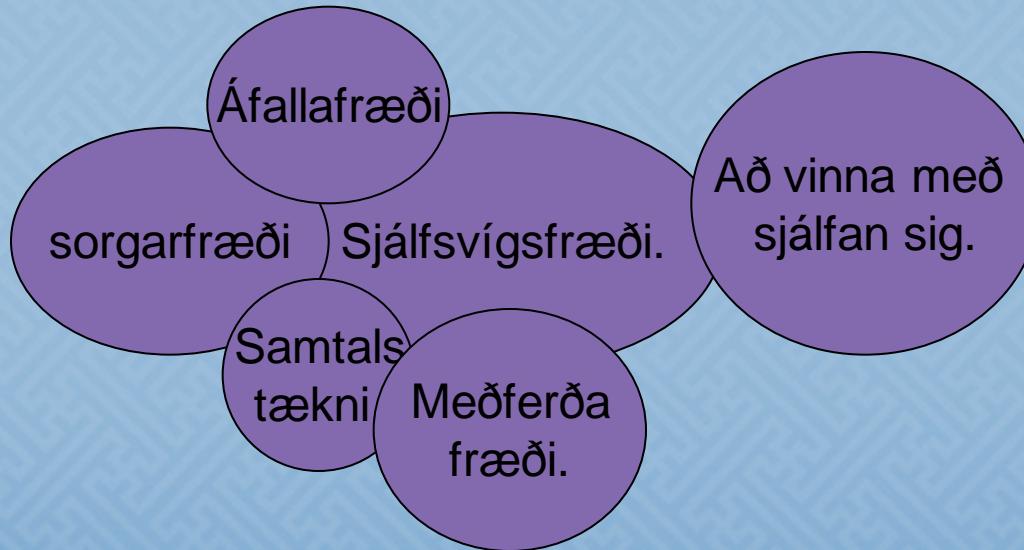 Áfallafræði
sorgarfræði
Sjálfsvígsfræði.
Að vinna með
sjálfan sig.
Samtals
tækni
Meðferða
fræði.